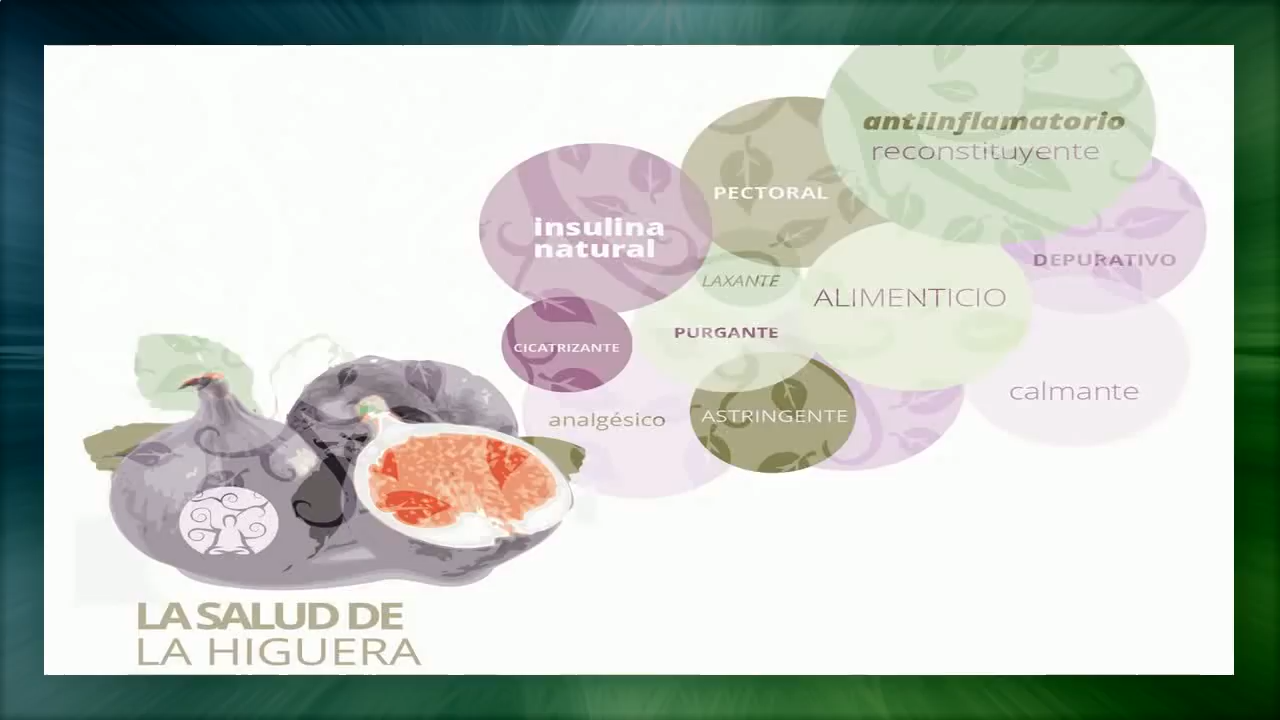 antiinflamatorio
reconstituyente
PECTORAL
insulina
natural
DEPURATIVO
LAXANTE
ALIMENTICIO
PURGANTE
CICATRIZANTE
calmante
ASTRINGENTE
analgésico
LA SALUD DE
LA HIGUERA